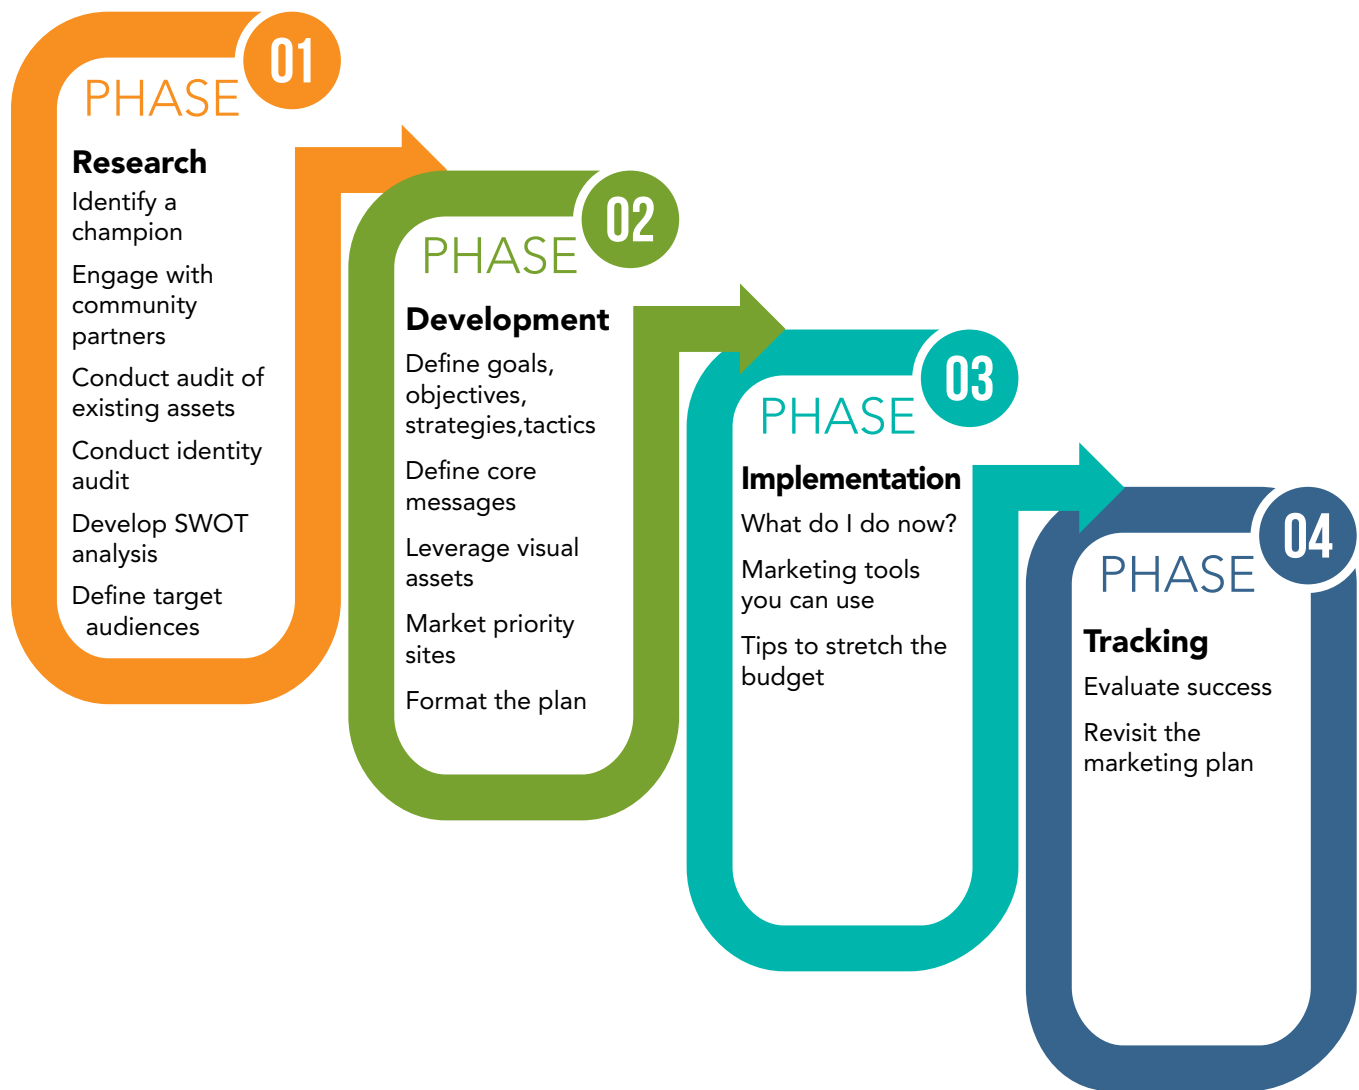 01
PHASE
Research
Identify a
champion
Engage with
community
partners
Conduct audit of
existing assets
Conduct identity
audit
Develop SWOT
analysis
Define target
audiences
02
PHASE
Development
Define goals,
objectives,
strategies,tactics
Define core
messages
Leverage visual
assets
Market priority
sites
Format the plan
03
PHASE
Implementation
What do I do now?
Marketing tools
you can use
Tips to stretch the
budget
04
PHASE
Tracking
Evaluate success
Revisit the
marketing plan